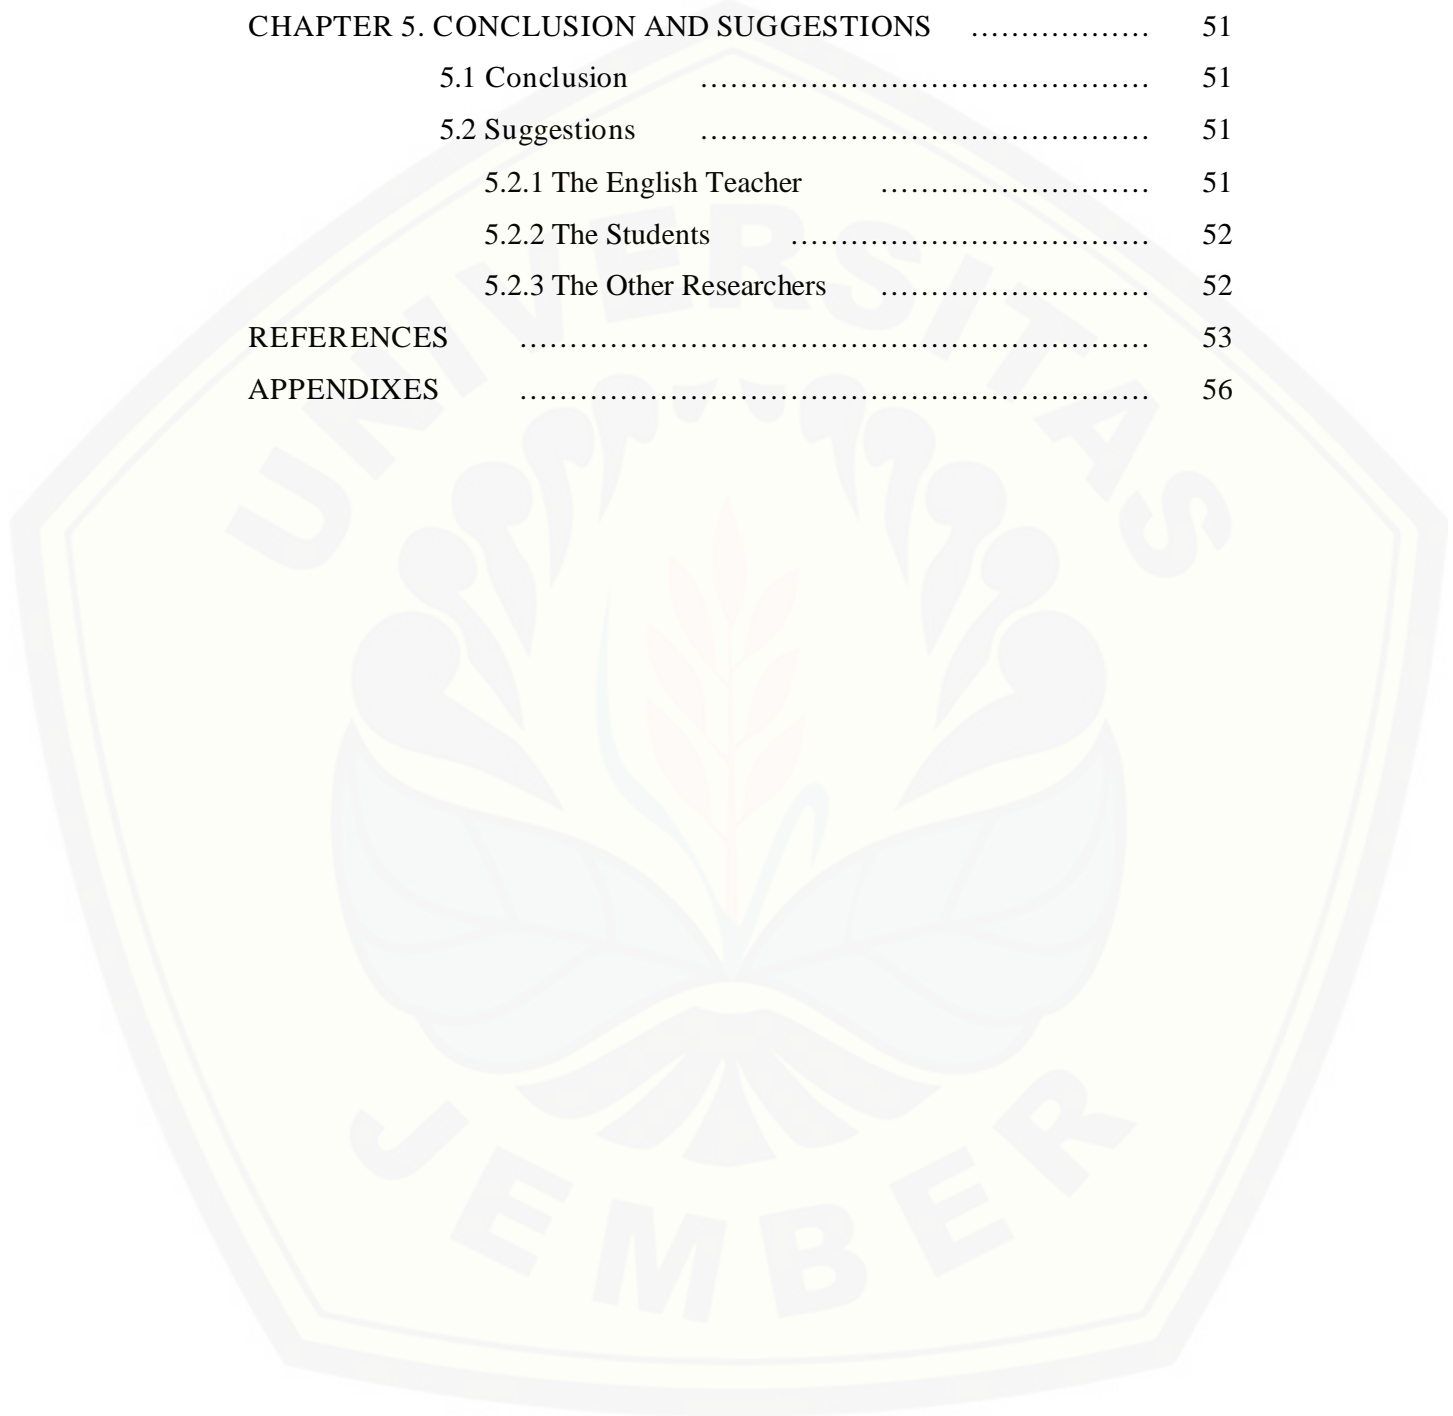 CHAPTER 5. CONCLUSION AND SUGGESTIONS .................. 51
5.1 Conclusion ............................................. 51
5.2 Suggestions ............................................. 51
5.2.1 The English Teacher ........................... 51
5.2.2 The Students .................................... 52
5.2.3 The Other Researchers ........................... 52
REFERENCES ............................................................... 53
APPENDIXES ............................................................... 56
UNIVERSITAS
JEMBER